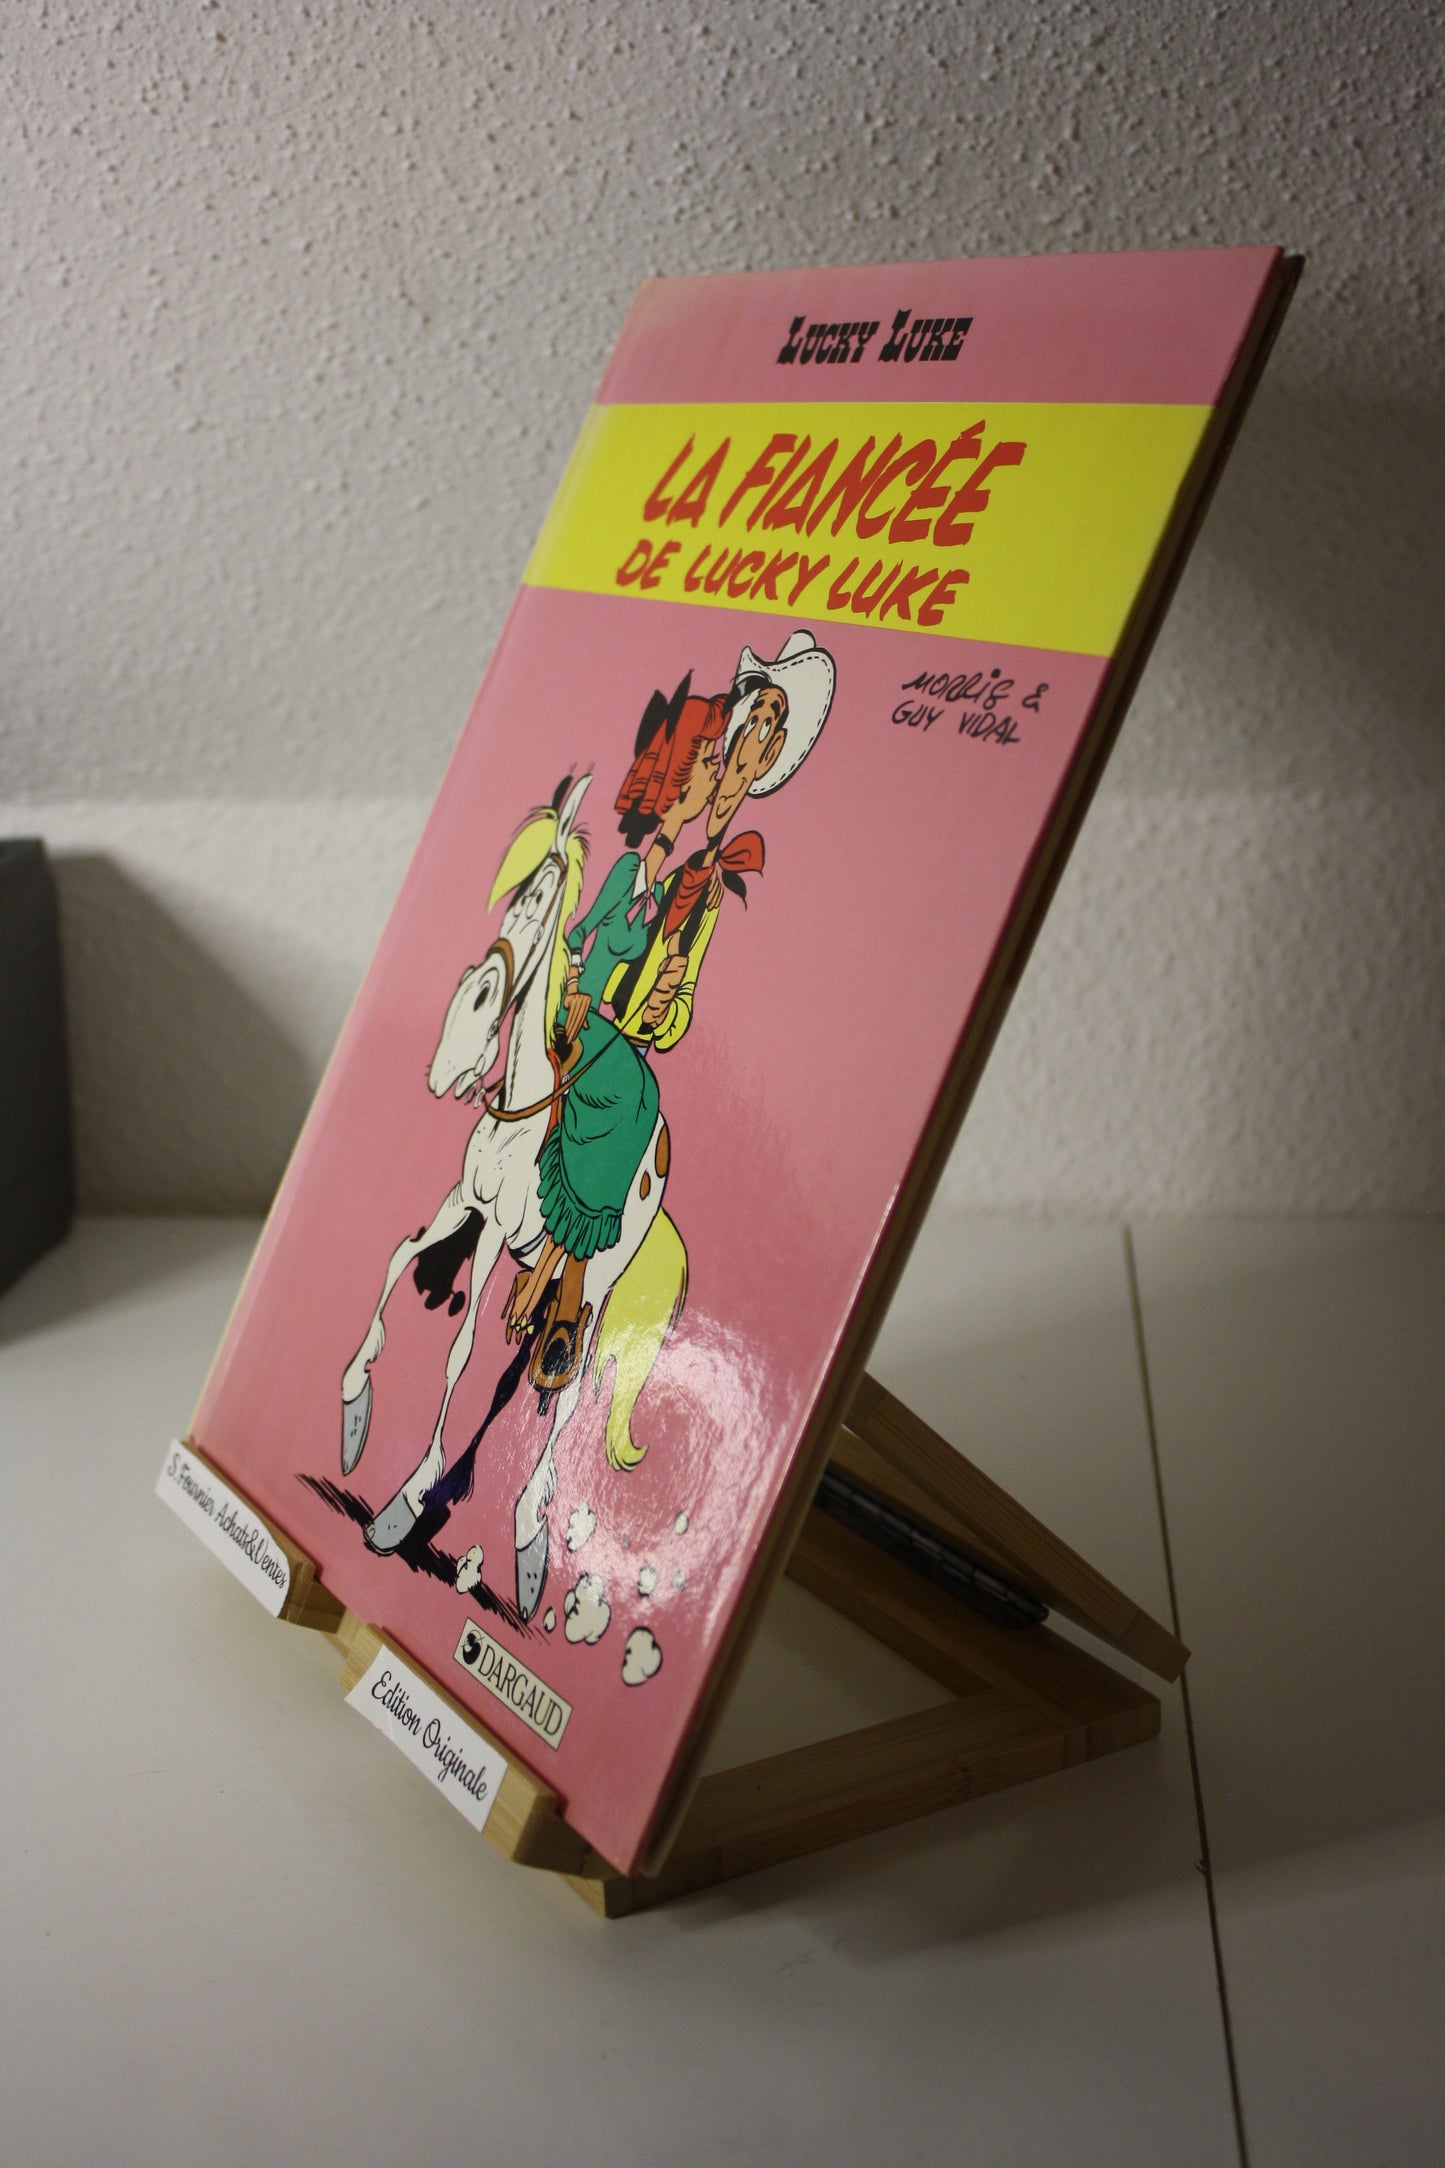 LUCKY LUKE
LA FIANCÉE
DE LUCKY LUKE
MORRIS &
GUY VIDAL
S.Fournier Achats&Ventes
DARGAUD
Edition Originale